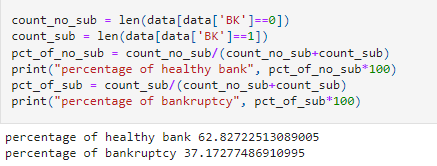 count_no_sub = len(data[data['BK']==0])
count_sub = len(data[data['BK']==1])
pct_of_no_sub = count_no_sub/(count_no_sub+count_sub)
print("percentage of healthy bank", pct_of_no_sub*100)
pct_of_sub = count_sub/(count_no_sub+count_sub)
print("percentage of bankruptcy", pct_of_sub*100)
percentage of healthy bank 62.82722513089005
percentage of bankruptcy 37.17277486910995